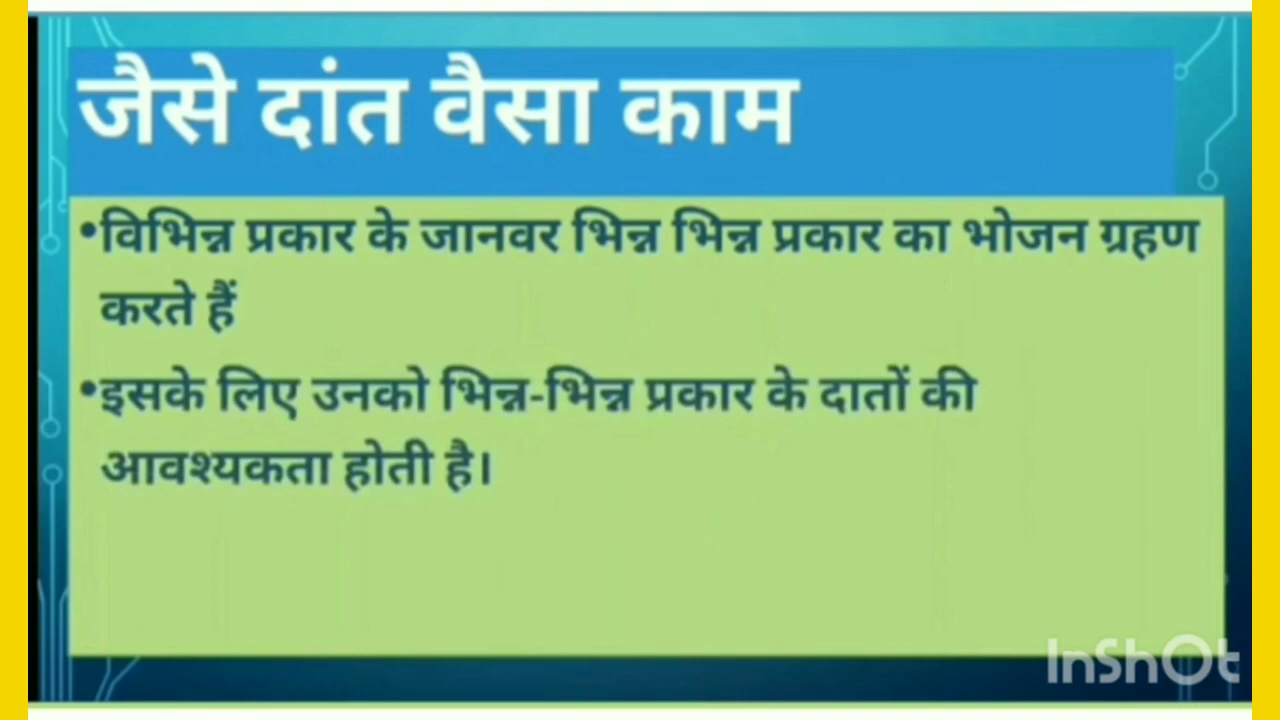 जैसे दांत वैसा काम
•विभिन्न प्रकार के जानवर भिन्न भिन्न प्रकार का भोजन ग्रहण
करते हैं
•इसके लिए उनको भिन्न-भिन्न प्रकार के दातों की
आवश्यकता होती है।
InShOt